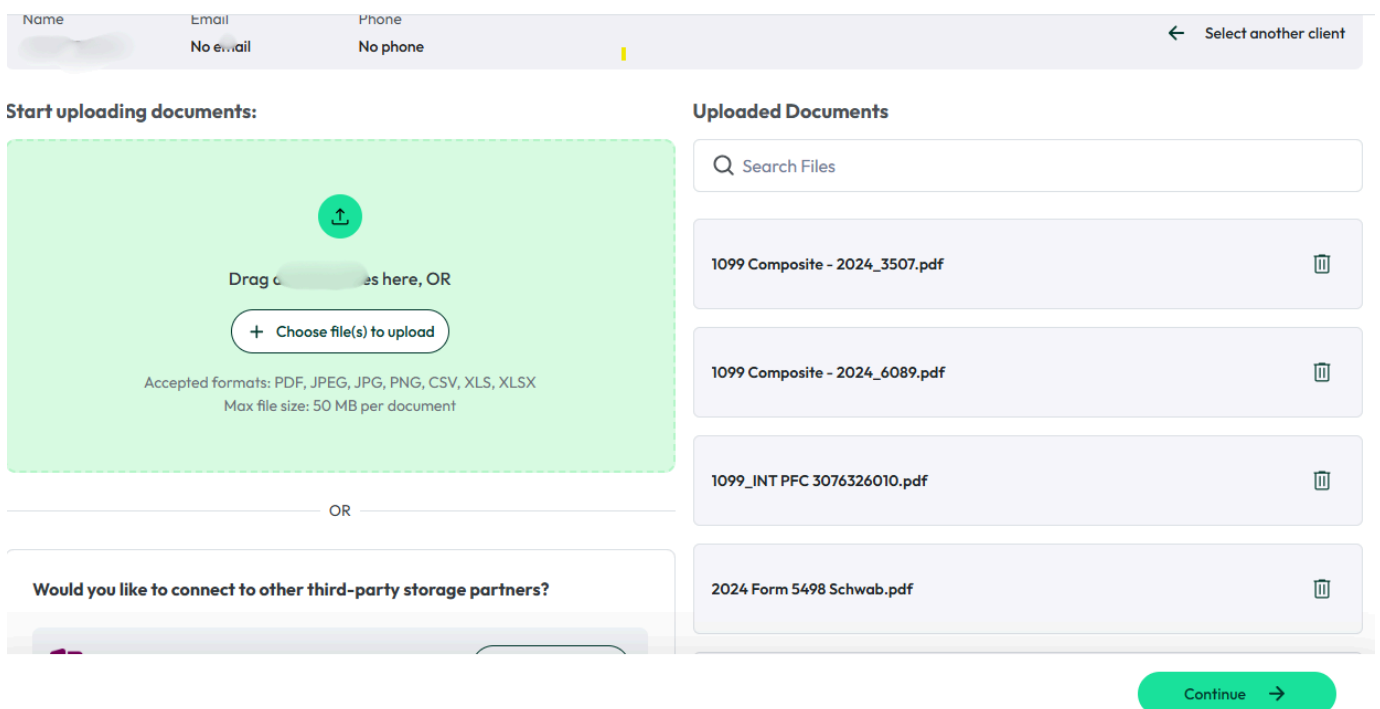 Name Email Phone
No email No phone
Select another client
Start uploading documents:
Drag es here, OR
Choose file(s) to upload
Accepted formats: PDF, JPEG, JPG, PNG, CSV, XLS, XLSX
Max file size: 50 MB per document
OR
Would you like to connect to other third-party storage partners?
Uploaded Documents
Search Files
1099 Composite - 2024_3507.pdf
1099 Composite - 2024_6089.pdf
1099_INT PFC 3076326010.pdf
2024 Form 5498 Schwab.pdf
Continue